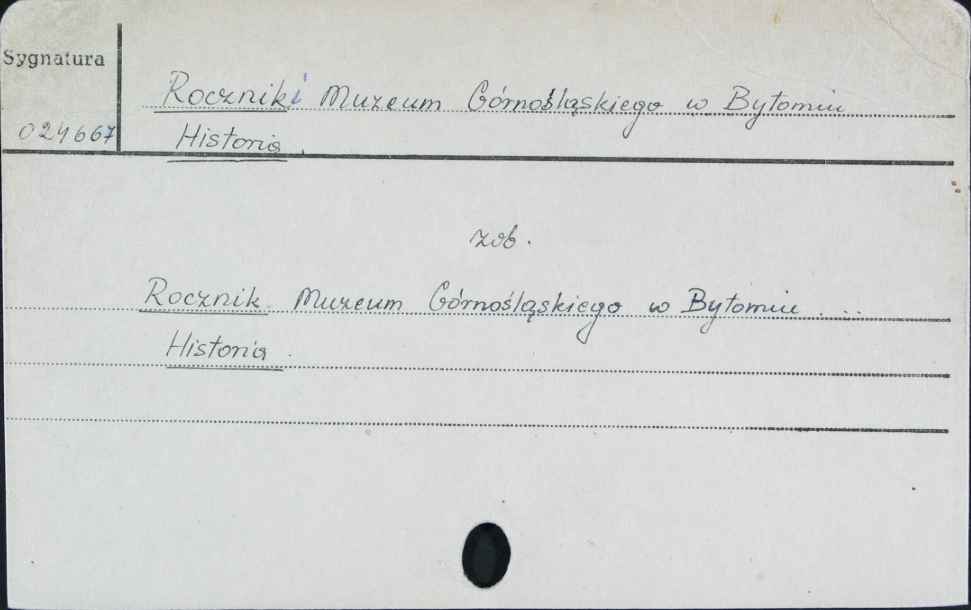 Sygnatura
Roczniki Muzeum Górnośląskiego w Bytomiu
024667 Historia
zob.
Rocznik Muzeum Górnośląskiego w Bytomiu ...
Historia.